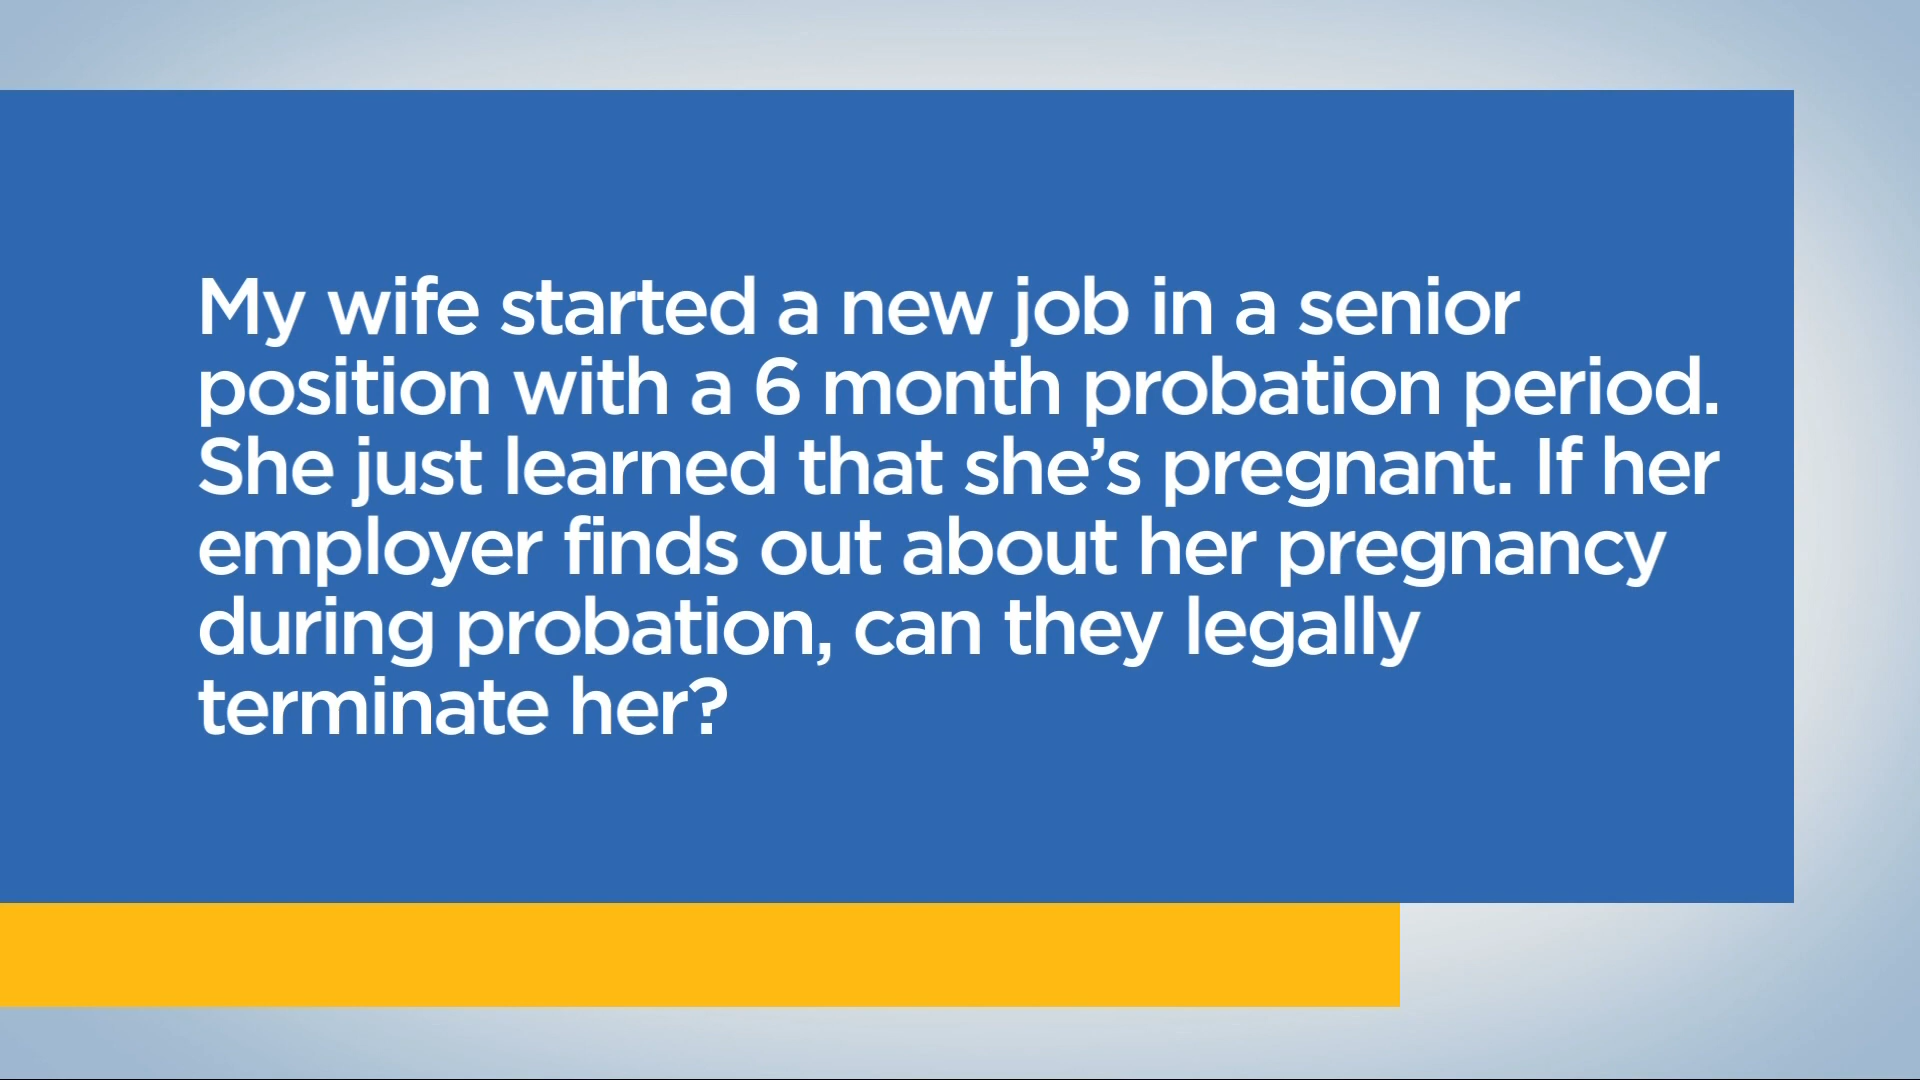 My wife started a new job in a senior
position with a 6 month probation period.
She just learned that she’s pregnant. If her
employer finds out about her pregnancy
during probation, can they legally
terminate her?